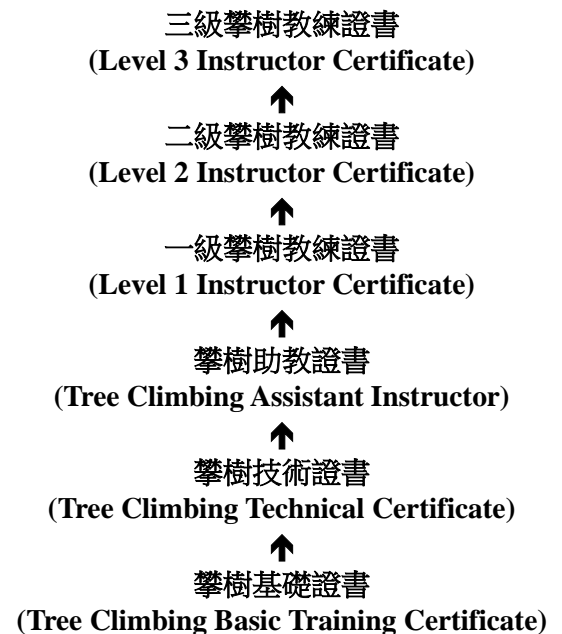 三級攀樹教練證書
(Level 3 Instructor Certificate)
二級攀樹教練證書
(Level 2 Instructor Certificate)
一級攀樹教練證書
(Level 1 Instructor Certificate)
攀樹助教證書
(Tree Climbing Assistant Instructor)
攀樹技術證書
(Tree Climbing Technical Certificate)
攀樹基礎證書
(Tree Climbing Basic Training Certificate)